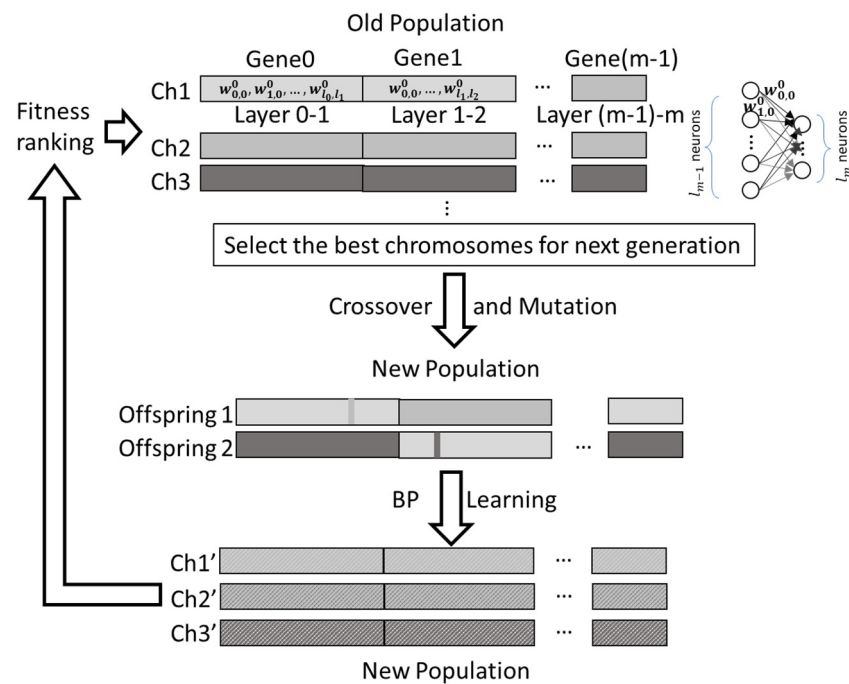 Old Population
Gene0 Gene1 Gene(m-1)
Ch1 w^0_{0,0}, w^0_{1,0}, ..., w^0_{l_0,l_1} w^0_{0,0}, ..., w^0_{l_1,l_2} ...
Layer 0-1 Layer 1-2 Layer (m-1)-m
Fitness
ranking
Ch2 ...
Ch3 ...
⋮
w^0_{0,0}
w^0_{1,0}
l_{m-1} neurons
l_m neurons
Select the best chromosomes for next generation
Crossover and Mutation
New Population
Offspring 1
Offspring 2 ...
BP Learning
Ch1' ...
Ch2' ...
Ch3' ...
New Population